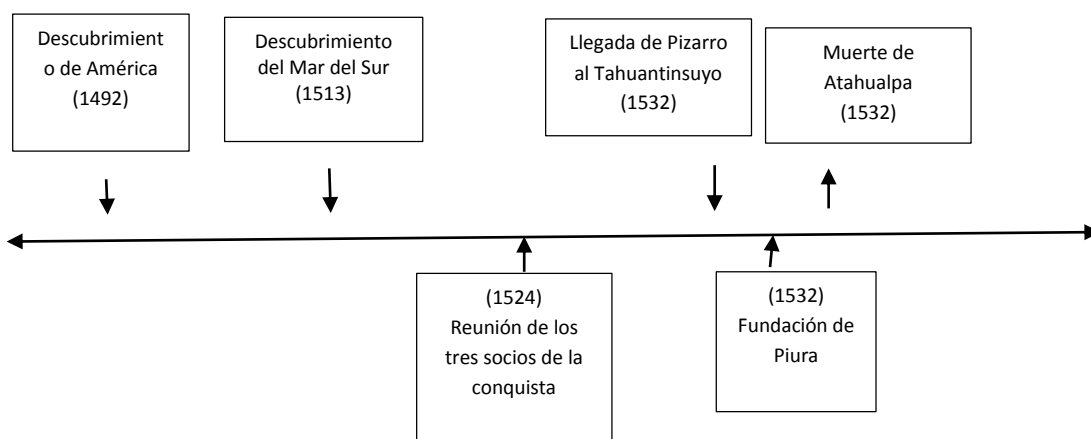 Descubrimient
o de América
(1492)
Descubrimiento
del Mar del Sur
(1513)
Llegada de Pizarro
al Tahuantinsuyo
(1532)
Muerte de
Atahualpa
(1532)
(1524)
Reunión de los
tres socios de la
conquista
(1532)
Fundación de
Piura